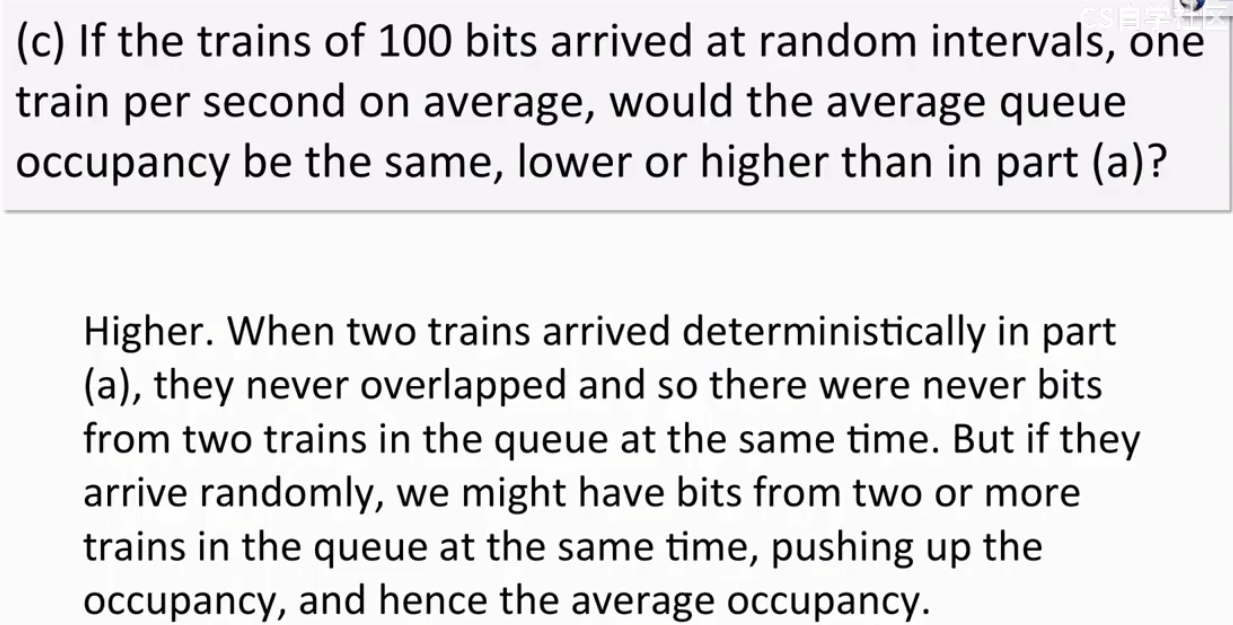 CS自学社区
(c) If the trains of 100 bits arrived at random intervals, one
train per second on average, would the average queue
occupancy be the same, lower or higher than in part (a)?
Higher. When two trains arrived deterministically in part
(a), they never overlapped and so there were never bits
from two trains in the queue at the same time. But if they
arrive randomly, we might have bits from two or more
trains in the queue at the same time, pushing up the
occupancy, and hence the average occupancy.